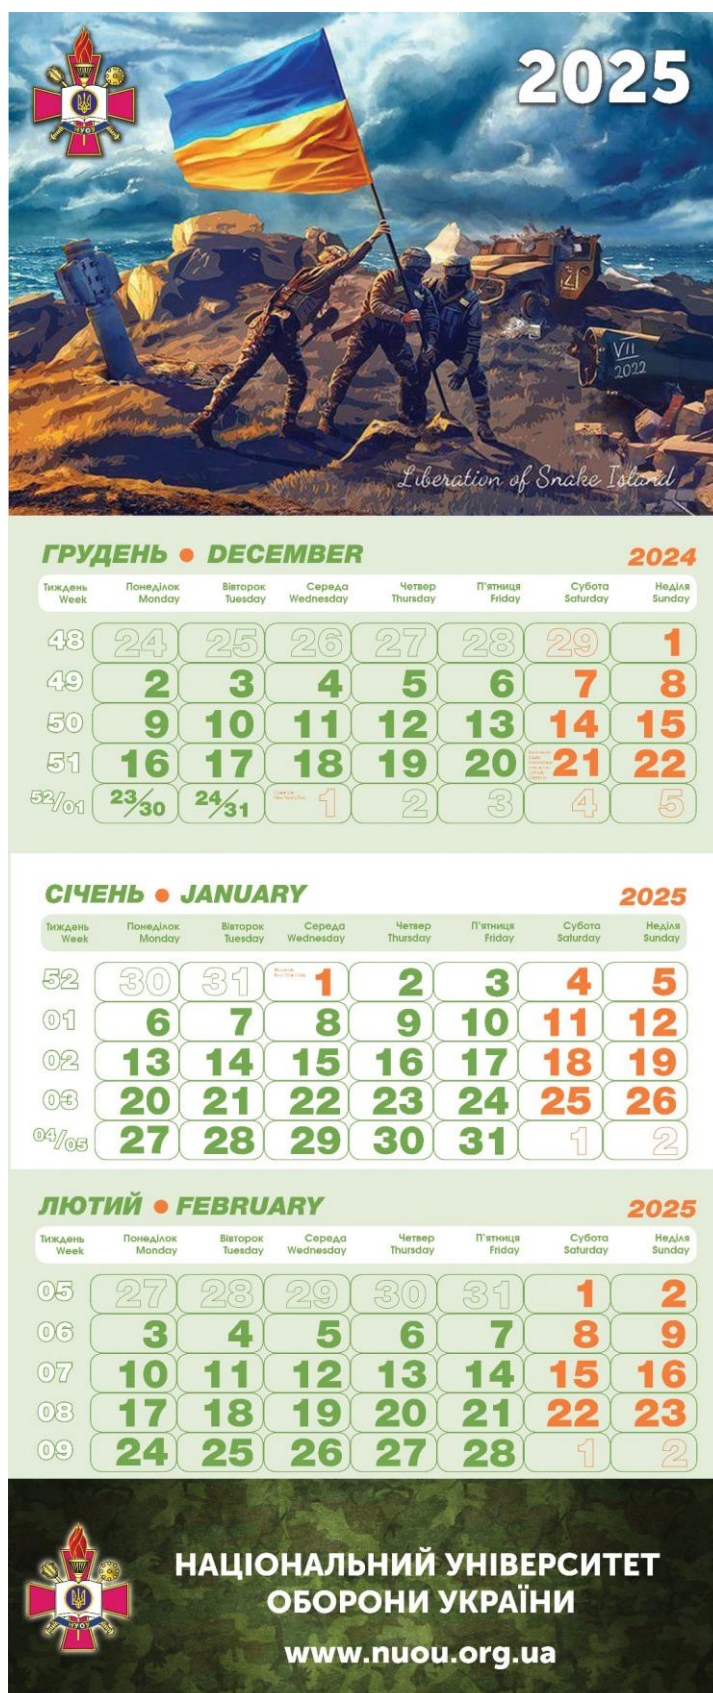 2025
НУОУ
VII
2022
Liberation of Snake Island
ГРУДЕНЬ • DECEMBER 2024
Тиждень Понеділок Вівторок Середа Четвер П'ятниця Субота Неділя
Week Monday Tuesday Wednesday Thursday Friday Saturday Sunday
48 24 25 26 27 28 29 1
49 2 3 4 5 6 7 8
50 9 10 11 12 13 14 15
51 16 17 18 19 20 21 22
52/01 23/30 24/31 1 2 3 4 5
СІЧЕНЬ • JANUARY 2025
Тиждень Понеділок Вівторок Середа Четвер П'ятниця Субота Неділя
Week Monday Tuesday Wednesday Thursday Friday Saturday Sunday
52 30 31 1 2 3 4 5
01 6 7 8 9 10 11 12
02 13 14 15 16 17 18 19
03 20 21 22 23 24 25 26
04/05 27 28 29 30 31 1 2
ЛЮТИЙ • FEBRUARY 2025
Тиждень Понеділок Вівторок Середа Четвер П'ятниця Субота Неділя
Week Monday Tuesday Wednesday Thursday Friday Saturday Sunday
05 27 28 29 30 31 1 2
06 3 4 5 6 7 8 9
07 10 11 12 13 14 15 16
08 17 18 19 20 21 22 23
09 24 25 26 27 28 1 2
НУОУ
НАЦІОНАЛЬНИЙ УНІВЕРСИТЕТ
ОБОРОНИ УКРАЇНИ
www.nuou.org.ua